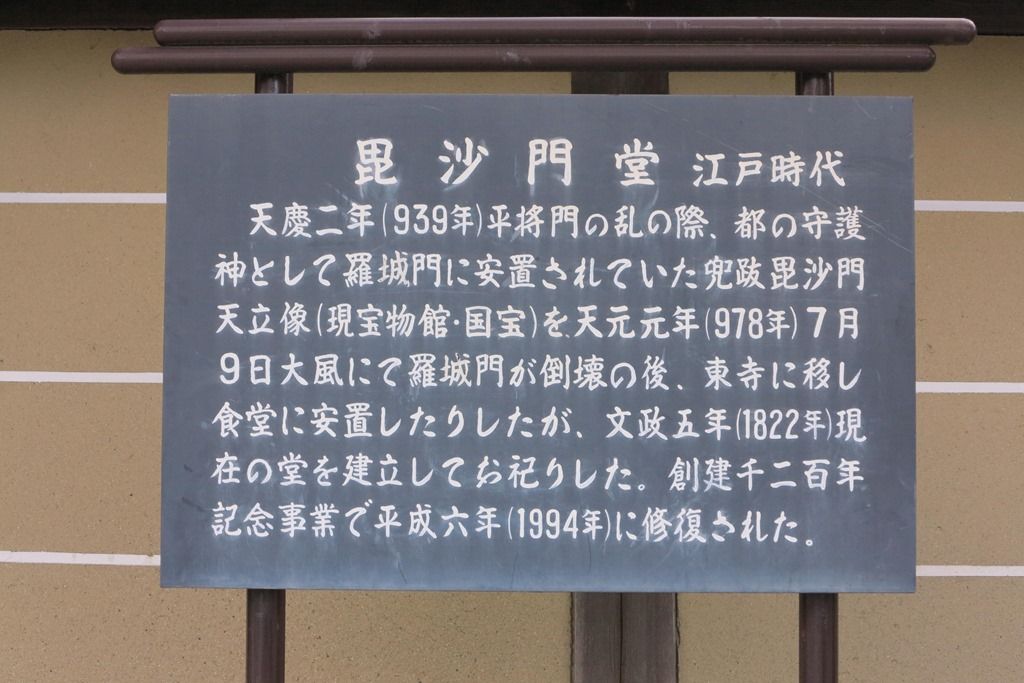 毘沙門堂 江戸時代
天慶二年(939年)平将門の乱の際、都の守護
神として羅城門に安置されていた兜跋毘沙門
天立像(現宝物館・国宝)を天元元年(978年)7月
9日大風にて羅城門が倒壊の後、東寺に移し
食堂に安置したりしたが、文政五年(1822年)現
在の堂を建立してお祀りした。創建千二百年
記念事業で平成六年(1994年)に修復された。